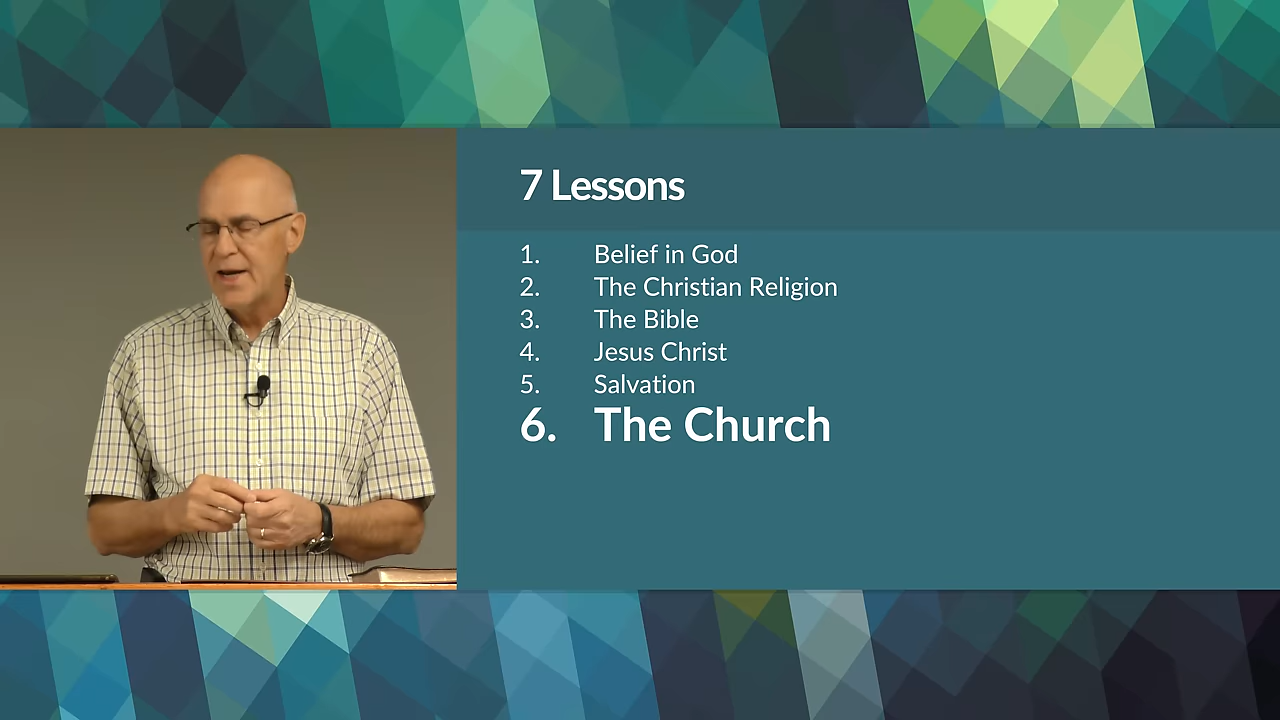 7 Lessons
1. Belief in God
2. The Christian Religion
3. The Bible
4. Jesus Christ
5. Salvation
6. The Church